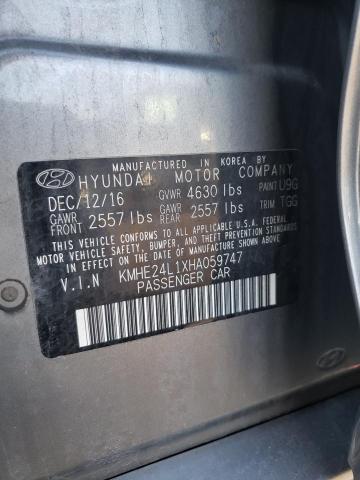 MANUFACTURED IN KOREA BY
HYUNDAI MOTOR COMPANY
DEC/12/16 GVWR 4630 lbs PAINT U9G
GAWR FRONT 2557 lbs GAWR REAR 2557 lbs TRIM TGG
THIS VEHICLE CONFORMS TO ALL APPLICABLE U.S.A. FEDERAL
MOTOR VEHICLE SAFETY, BUMPER, AND THEFT PREVENTION
STANDARDS IN EFFECT ON THE DATE OF MANUFACTURE SHOWN ABOVE.
V.I.N KMHE24L1XHA059747
PASSENGER CAR